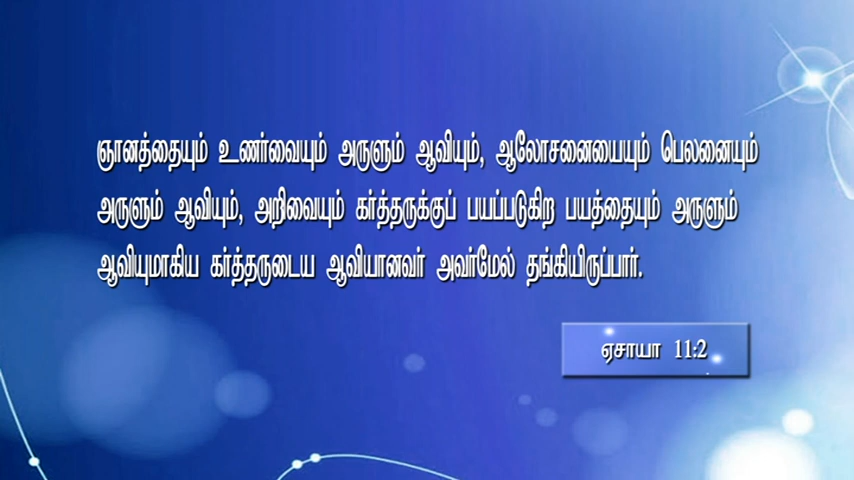 ஞானத்தையும் உணர்வையும் அருளும் ஆவியும், ஆலோசனையையும் பெலனையும்
அருளும் ஆவியும், அறிவையும் கர்த்தருக்குப் பயப்படுகிற பயத்தையும் அருளும்
ஆவியுமாகிய கர்த்தருடைய ஆவியானவர் அவர்மேல் தங்கியிருப்பார்.
ஏசாயா 11:2